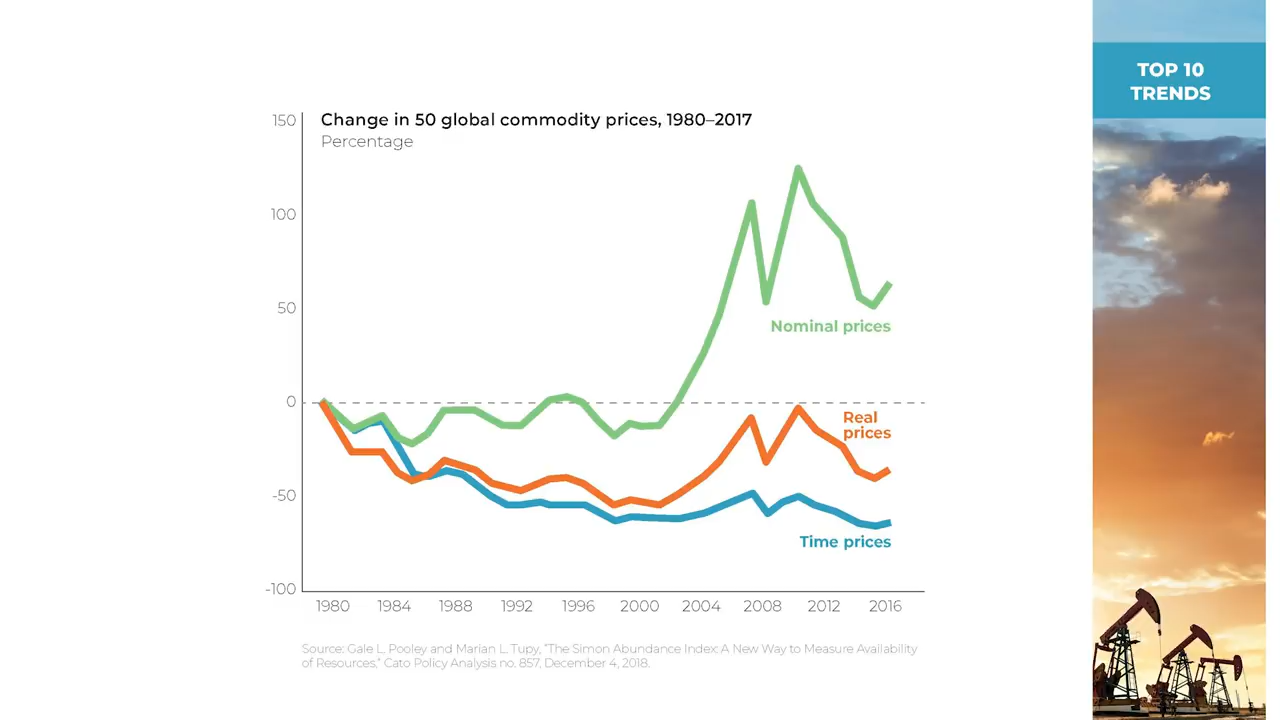 TOP 10
TRENDS
Change in 50 global commodity prices, 1980–2017
Percentage
150
100
50
0
-50
-100
Nominal prices
Real
prices
Time prices
1980 1984 1988 1992 1996 2000 2004 2008 2012 2016
Source: Gale L. Pooley and Marian L. Tupy, "The Simon Abundance Index: A New Way to Measure Availability
of Resources," Cato Policy Analysis no. 857, December 4, 2018.